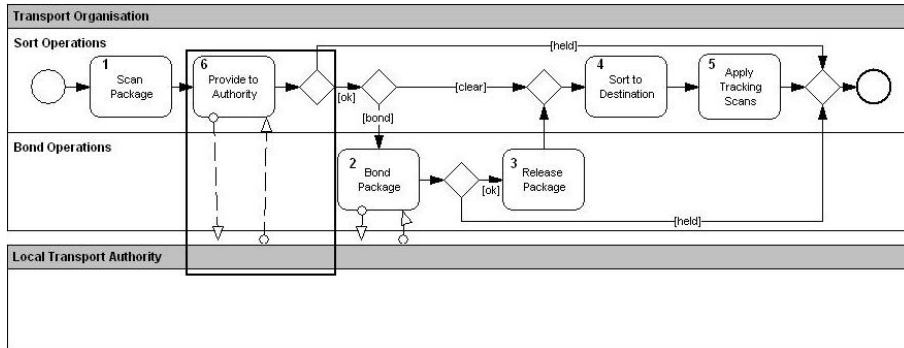 Transport Organisation
Sort Operations
[held]
1
Scan
Package
6
Provide to
Authority
[ok]
[clear]
[bond]
4
Sort to
Destination
5
Apply
Tracking
Scans
Bond Operations
2
Bond
Package
[ok]
3
Release
Package
[held]
Local Transport Authority